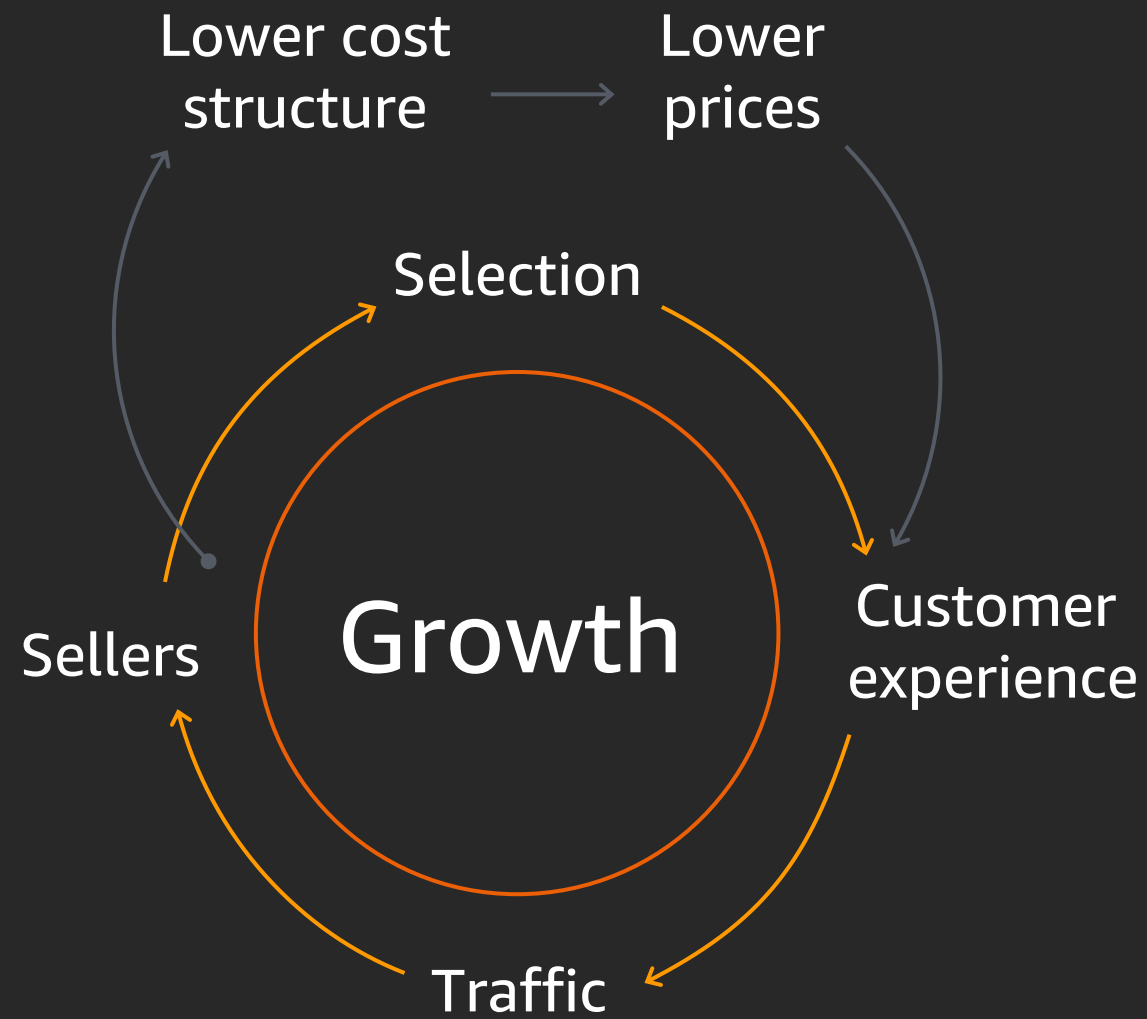 Lower cost
structure
Lower
prices
Selection
Customer
experience
Growth
Sellers
Traffic